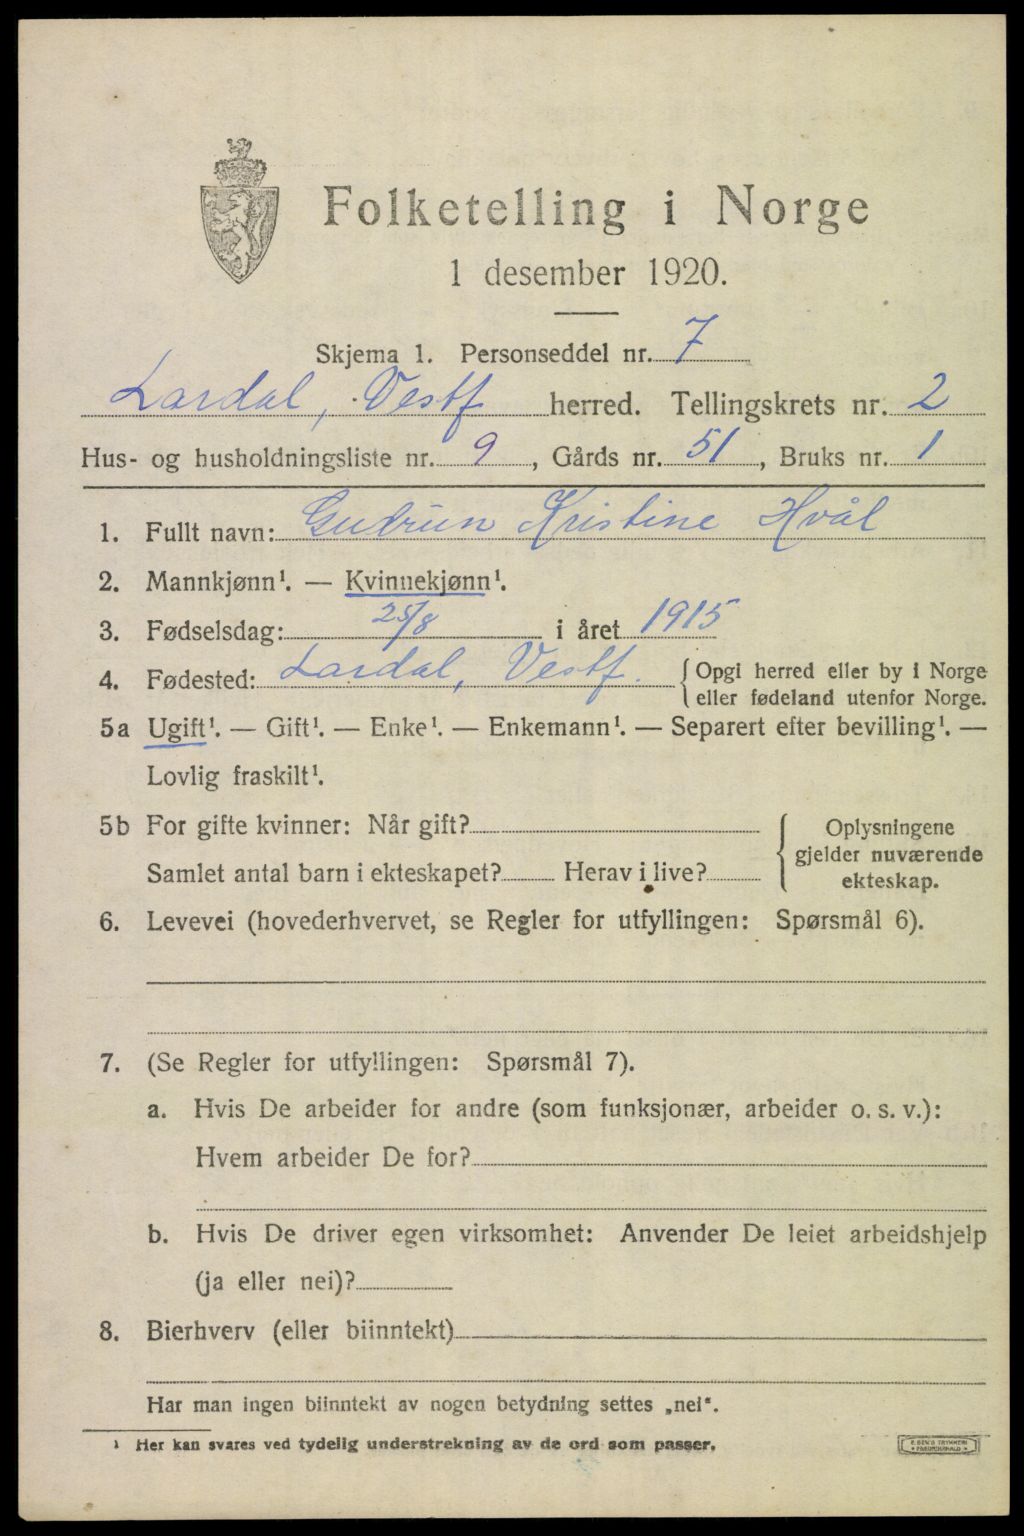 Folketelling i Norge
1 desember 1920.
Skjema 1. Personseddel nr. 7
Lardal, Vestf herred. Tellingskrets nr. 2
Hus- og husholdningsliste nr. 9, Gårds nr. 51, Bruks nr. 1
1. Fullt navn: Gudrun Kristine Hvål
2. Mannkjønn¹. — Kvinnekjønn¹.
3. Fødselsdag: 25/8 i året 1915
4. Fødested: Lardal, Vestf. { Opgi herred eller by i Norge
eller fødeland utenfor Norge.
5a Ugift¹. — Gift¹. — Enke¹. — Enkemann¹. — Separert efter bevilling¹. —
Lovlig fraskilt¹.
5b For gifte kvinner: Når gift?
Samlet antal barn i ekteskapet? Herav i live?
Oplysningene
gjelder nuværende
ekteskap.
6. Levevei (hovederhvervet, se Regler for utfyllingen: Spørsmål 6).
7. (Se Regler for utfyllingen: Spørsmål 7).
a. Hvis De arbeider for andre (som funksjonær, arbeider o. s. v.):
Hvem arbeider De for?
b. Hvis De driver egen virksomhet: Anvender De leiet arbeidshjelp
(ja eller nei)?
8. Bierhverv (eller biinntekt)
Har man ingen biinntekt av nogen betydning settes „nei“.
¹ Her kan svares ved tydelig understrekning av de ord som passer.